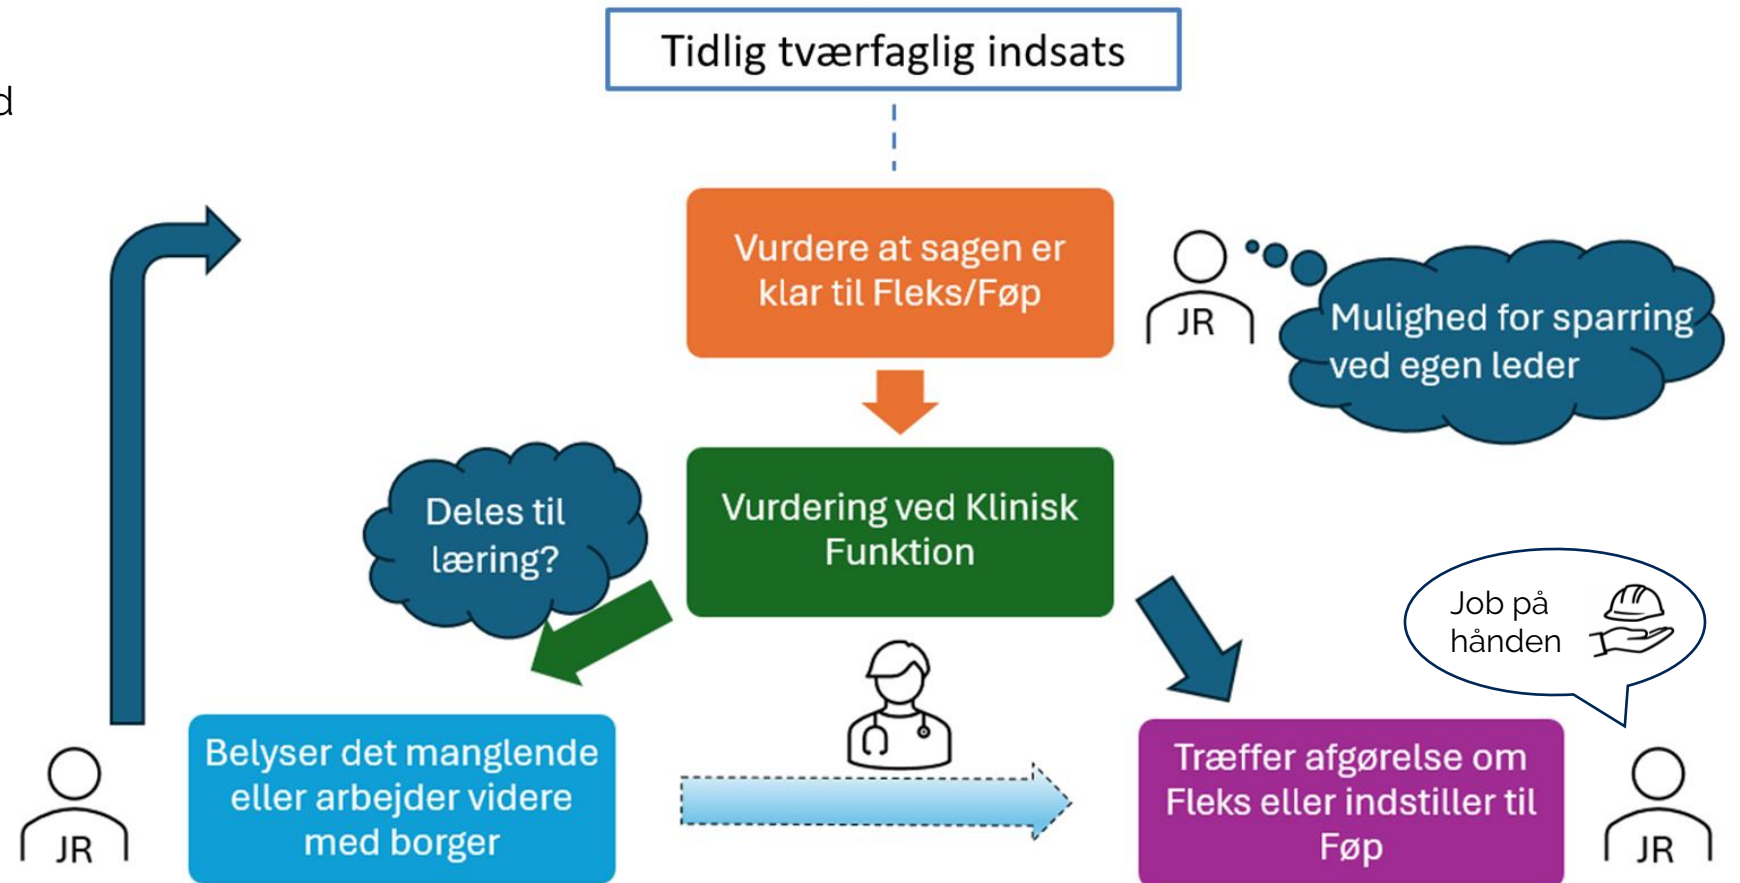 Tidlig tværfaglig indsats
d
Vurdere at sagen er
klar til Fleks/Føp
JR
Mulighed for sparring
ved egen leder
Deles til
læring?
Vurdering ved Klinisk
Funktion
Job på
hånden
Belyser det manglende
eller arbejder videre
med borger
JR
Træffer afgørelse om
Fleks eller indstiller til
Føp
JR